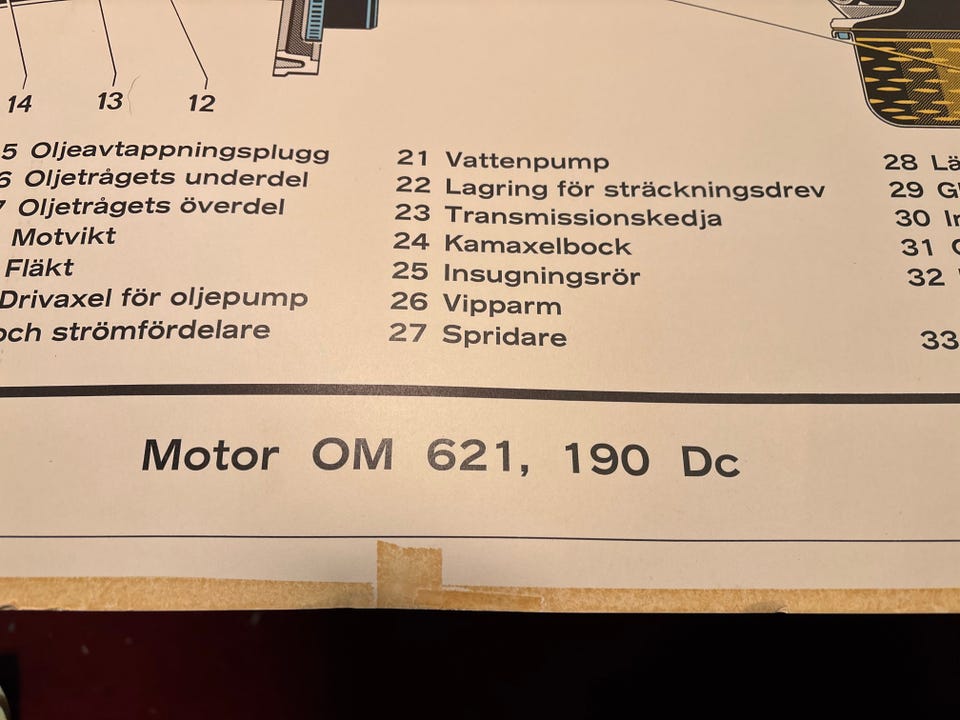 14 13 12
5 Oljeavtappningsplugg
6 Oljetrågets underdel
7 Oljetrågets överdel
Motvikt
Fläkt
Drivaxel för oljepump
och strömfördelare
21 Vattenpump
22 Lagring för sträckningsdrev
23 Transmissionskedja
24 Kamaxelbock
25 Insugningsrör
26 Vipparm
27 Spridare
28 Lä
29
30
31
32
33
Motor OM 621, 190 Dc